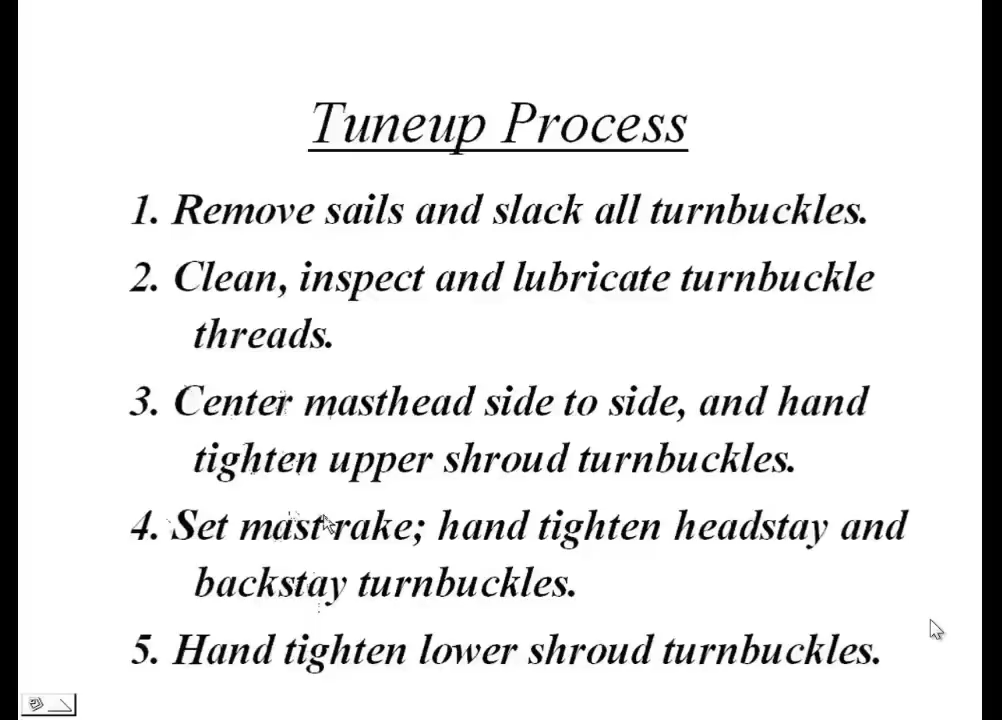 Tuneup Process
1. Remove sails and slack all turnbuckles.
2. Clean, inspect and lubricate turnbuckle
threads.
3. Center masthead side to side, and hand
tighten upper shroud turnbuckles.
4. Set mast rake; hand tighten headstay and
backstay turnbuckles.
5. Hand tighten lower shroud turnbuckles.